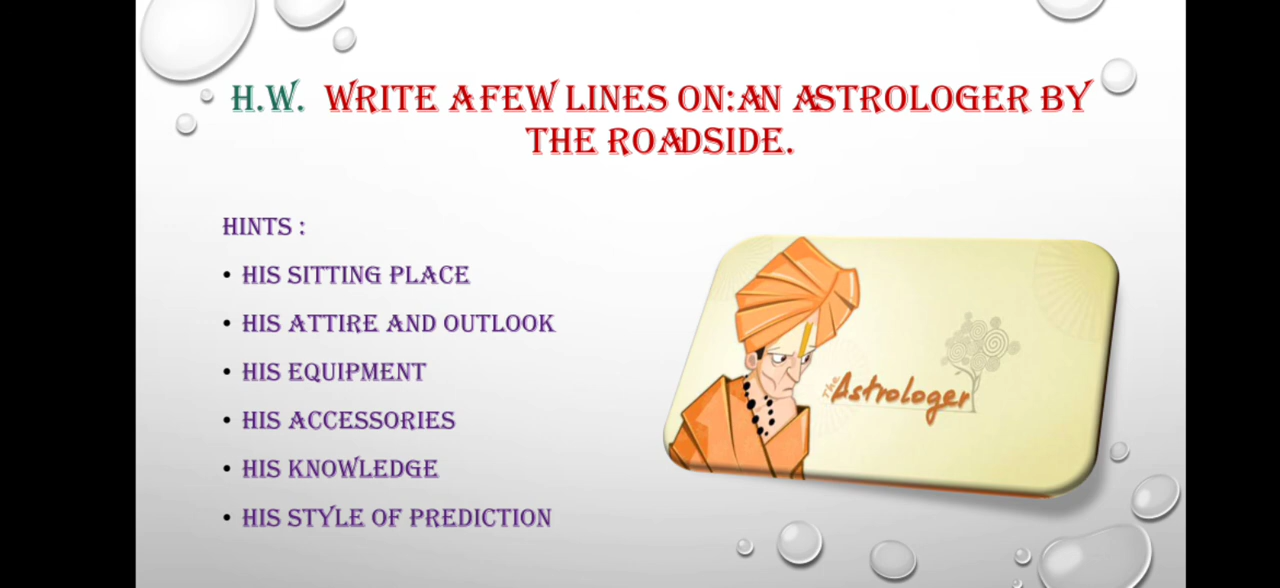 H.W. WRITE A FEW LINES ON:AN ASTROLOGER BY
THE ROADSIDE.
HINTS :
• HIS SITTING PLACE
• HIS ATTIRE AND OUTLOOK
• HIS EQUIPMENT
• HIS ACCESSORIES
• HIS KNOWLEDGE
• HIS STYLE OF PREDICTION
The Astrologer